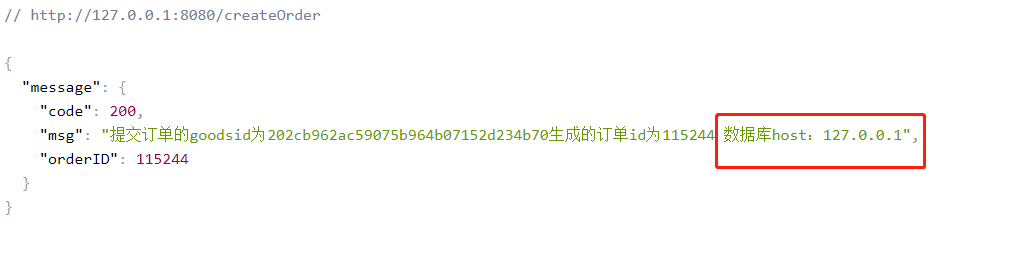 // http://127.0.0.1:8080/createOrder
{
"message": {
"code": 200,
"msg": "提交订单的goodsid为202cb962ac59075b964b07152d234b70生成的订单id为115244 数据库host：127.0.0.1",
"orderID": 115244
}
}